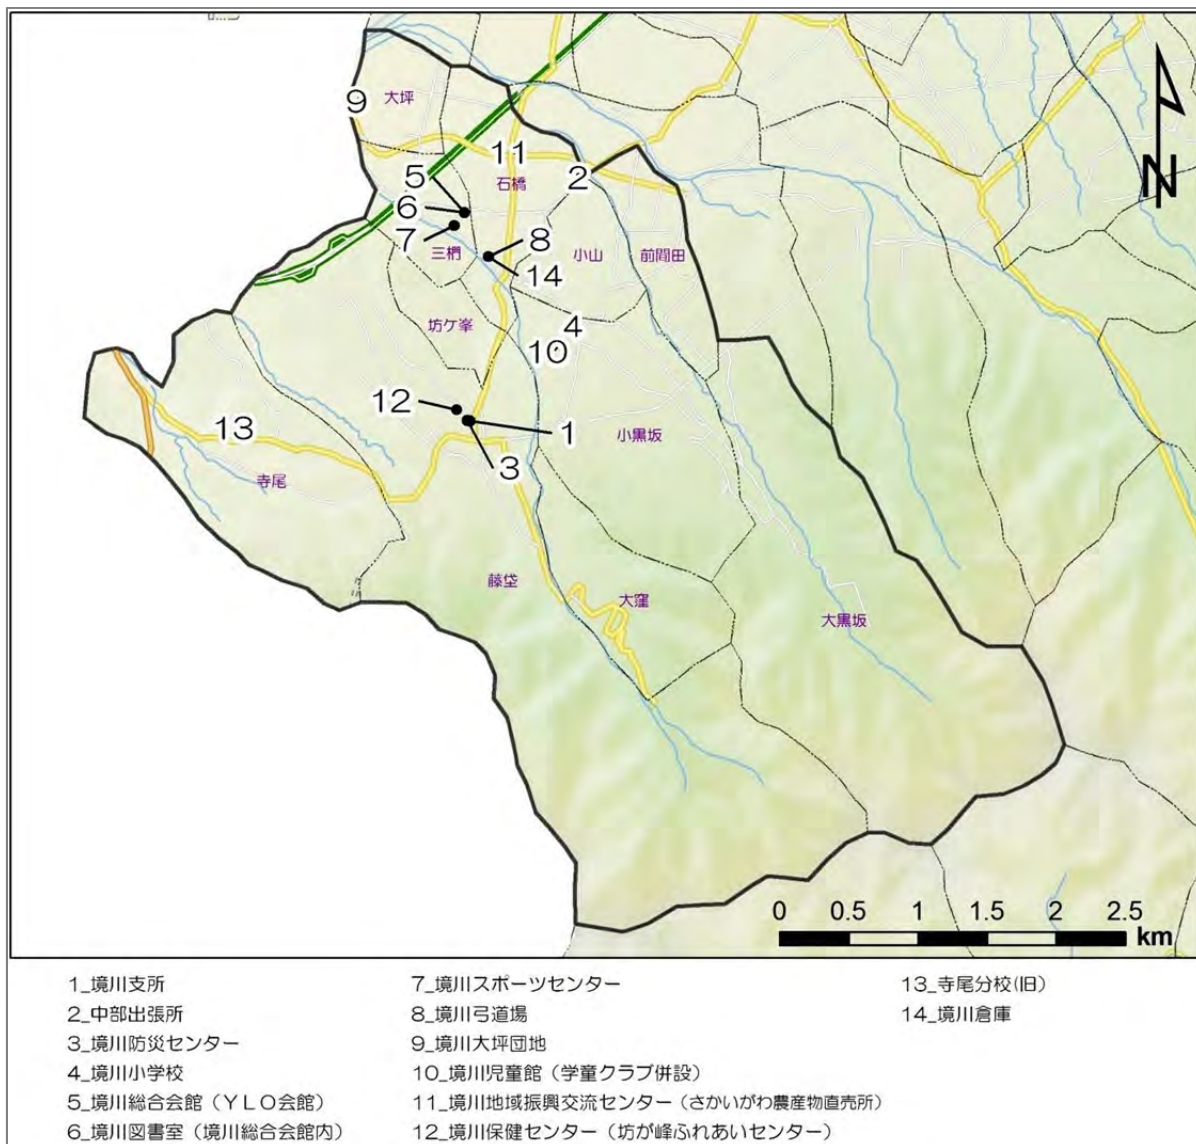 大坪
9
11
石橋
2
5
6
7
三椚
8
小山
前間田
14
坊ケ峯
4
10
12
1
小黒坂
13
3
寺尾
藤垈
大窪
大黒坂
N
0 0.5 1 1.5 2 2.5
km
1_境川支所
2_中部出張所
3_境川防災センター
4_境川小学校
5_境川総合会館（ＹＬＯ会館）
6_境川図書室（境川総合会館内）
7_境川スポーツセンター
8_境川弓道場
9_境川大坪団地
10_境川児童館（学童クラブ併設）
11_境川地域振興交流センター（さかいがわ農産物直売所）
12_境川保健センター（坊が峰ふれあいセンター）
13_寺尾分校(旧）
14_境川倉庫